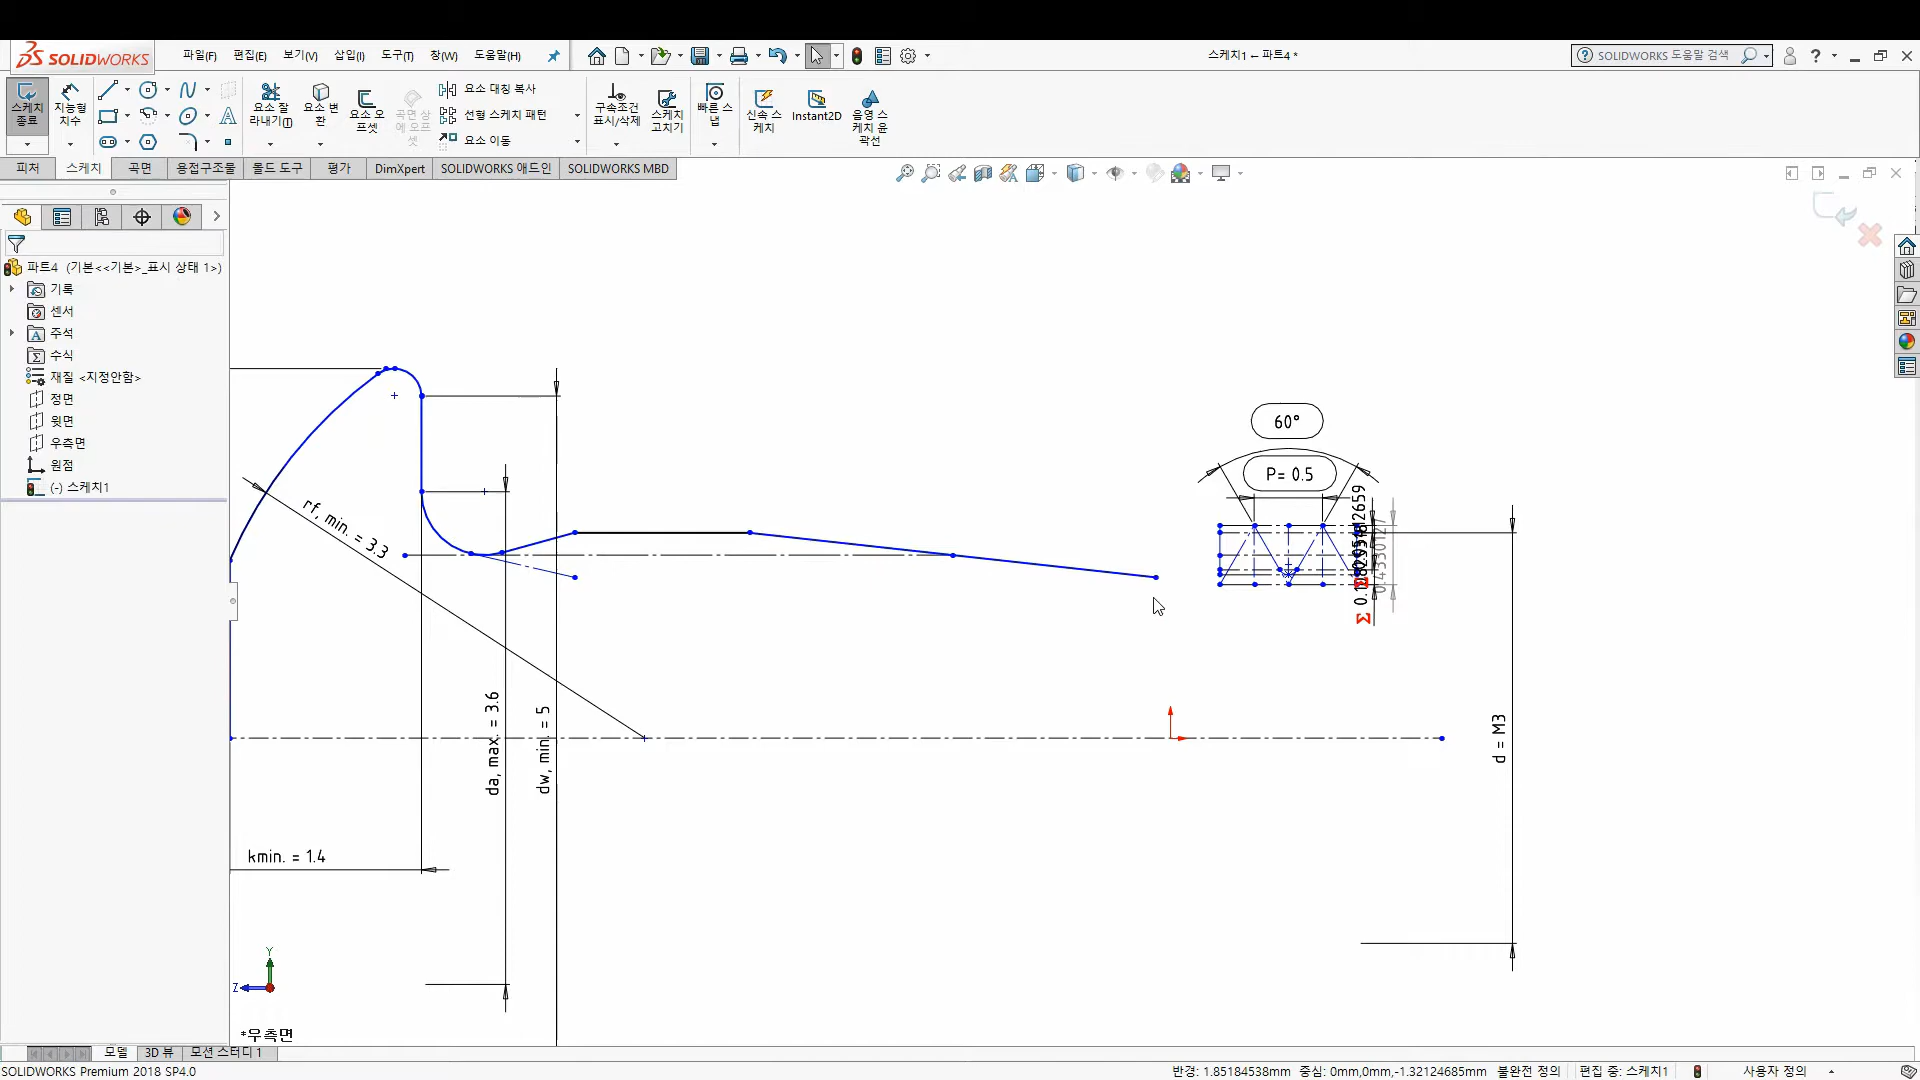 SOLIDWORKS
파일(F) 편집(E) 보기(V) 삽입(I) 도구(T) 창(W) 도움말(H)
스케치1 ← 파트4 *
SOLIDWORKS 도움말 검색
스케치 종료
지능형 치수
요소 잘라내기(T)
요소 변환
요소 오프셋
곡면 상에 오프셋
요소 대칭 복사
선형 스케치 패턴
요소 이동
구속조건 표시/삭제
스케치 고치기
빠른 스냅
신속 스케치
Instant2D
음영 스케치 윤곽선
피처 스케치 곡면 용접구조물 몰드 도구 평가 DimXpert SOLIDWORKS 애드인 SOLIDWORKS MBD
파트4 (기본<<기본>_표시 상태 1>)
기록
센서
주석
수식
재질 <지정안함>
정면
윗면
우측면
원점
(-) 스케치1
60°
P= 0.5
rf, min. = 3.3
0.4330127
da, max. = 3.6
dw, min. = 5
d = M3
kmin. = 1.4
Y
Z
*우측면
모델 3D 뷰 모션 스터디 1
SOLIDWORKS Premium 2018 SP4.0
반경: 1.85184538mm 중심: 0mm,0mm,-1.32124685mm 불완전 정의 편집 중: 스케치1 사용자 정의